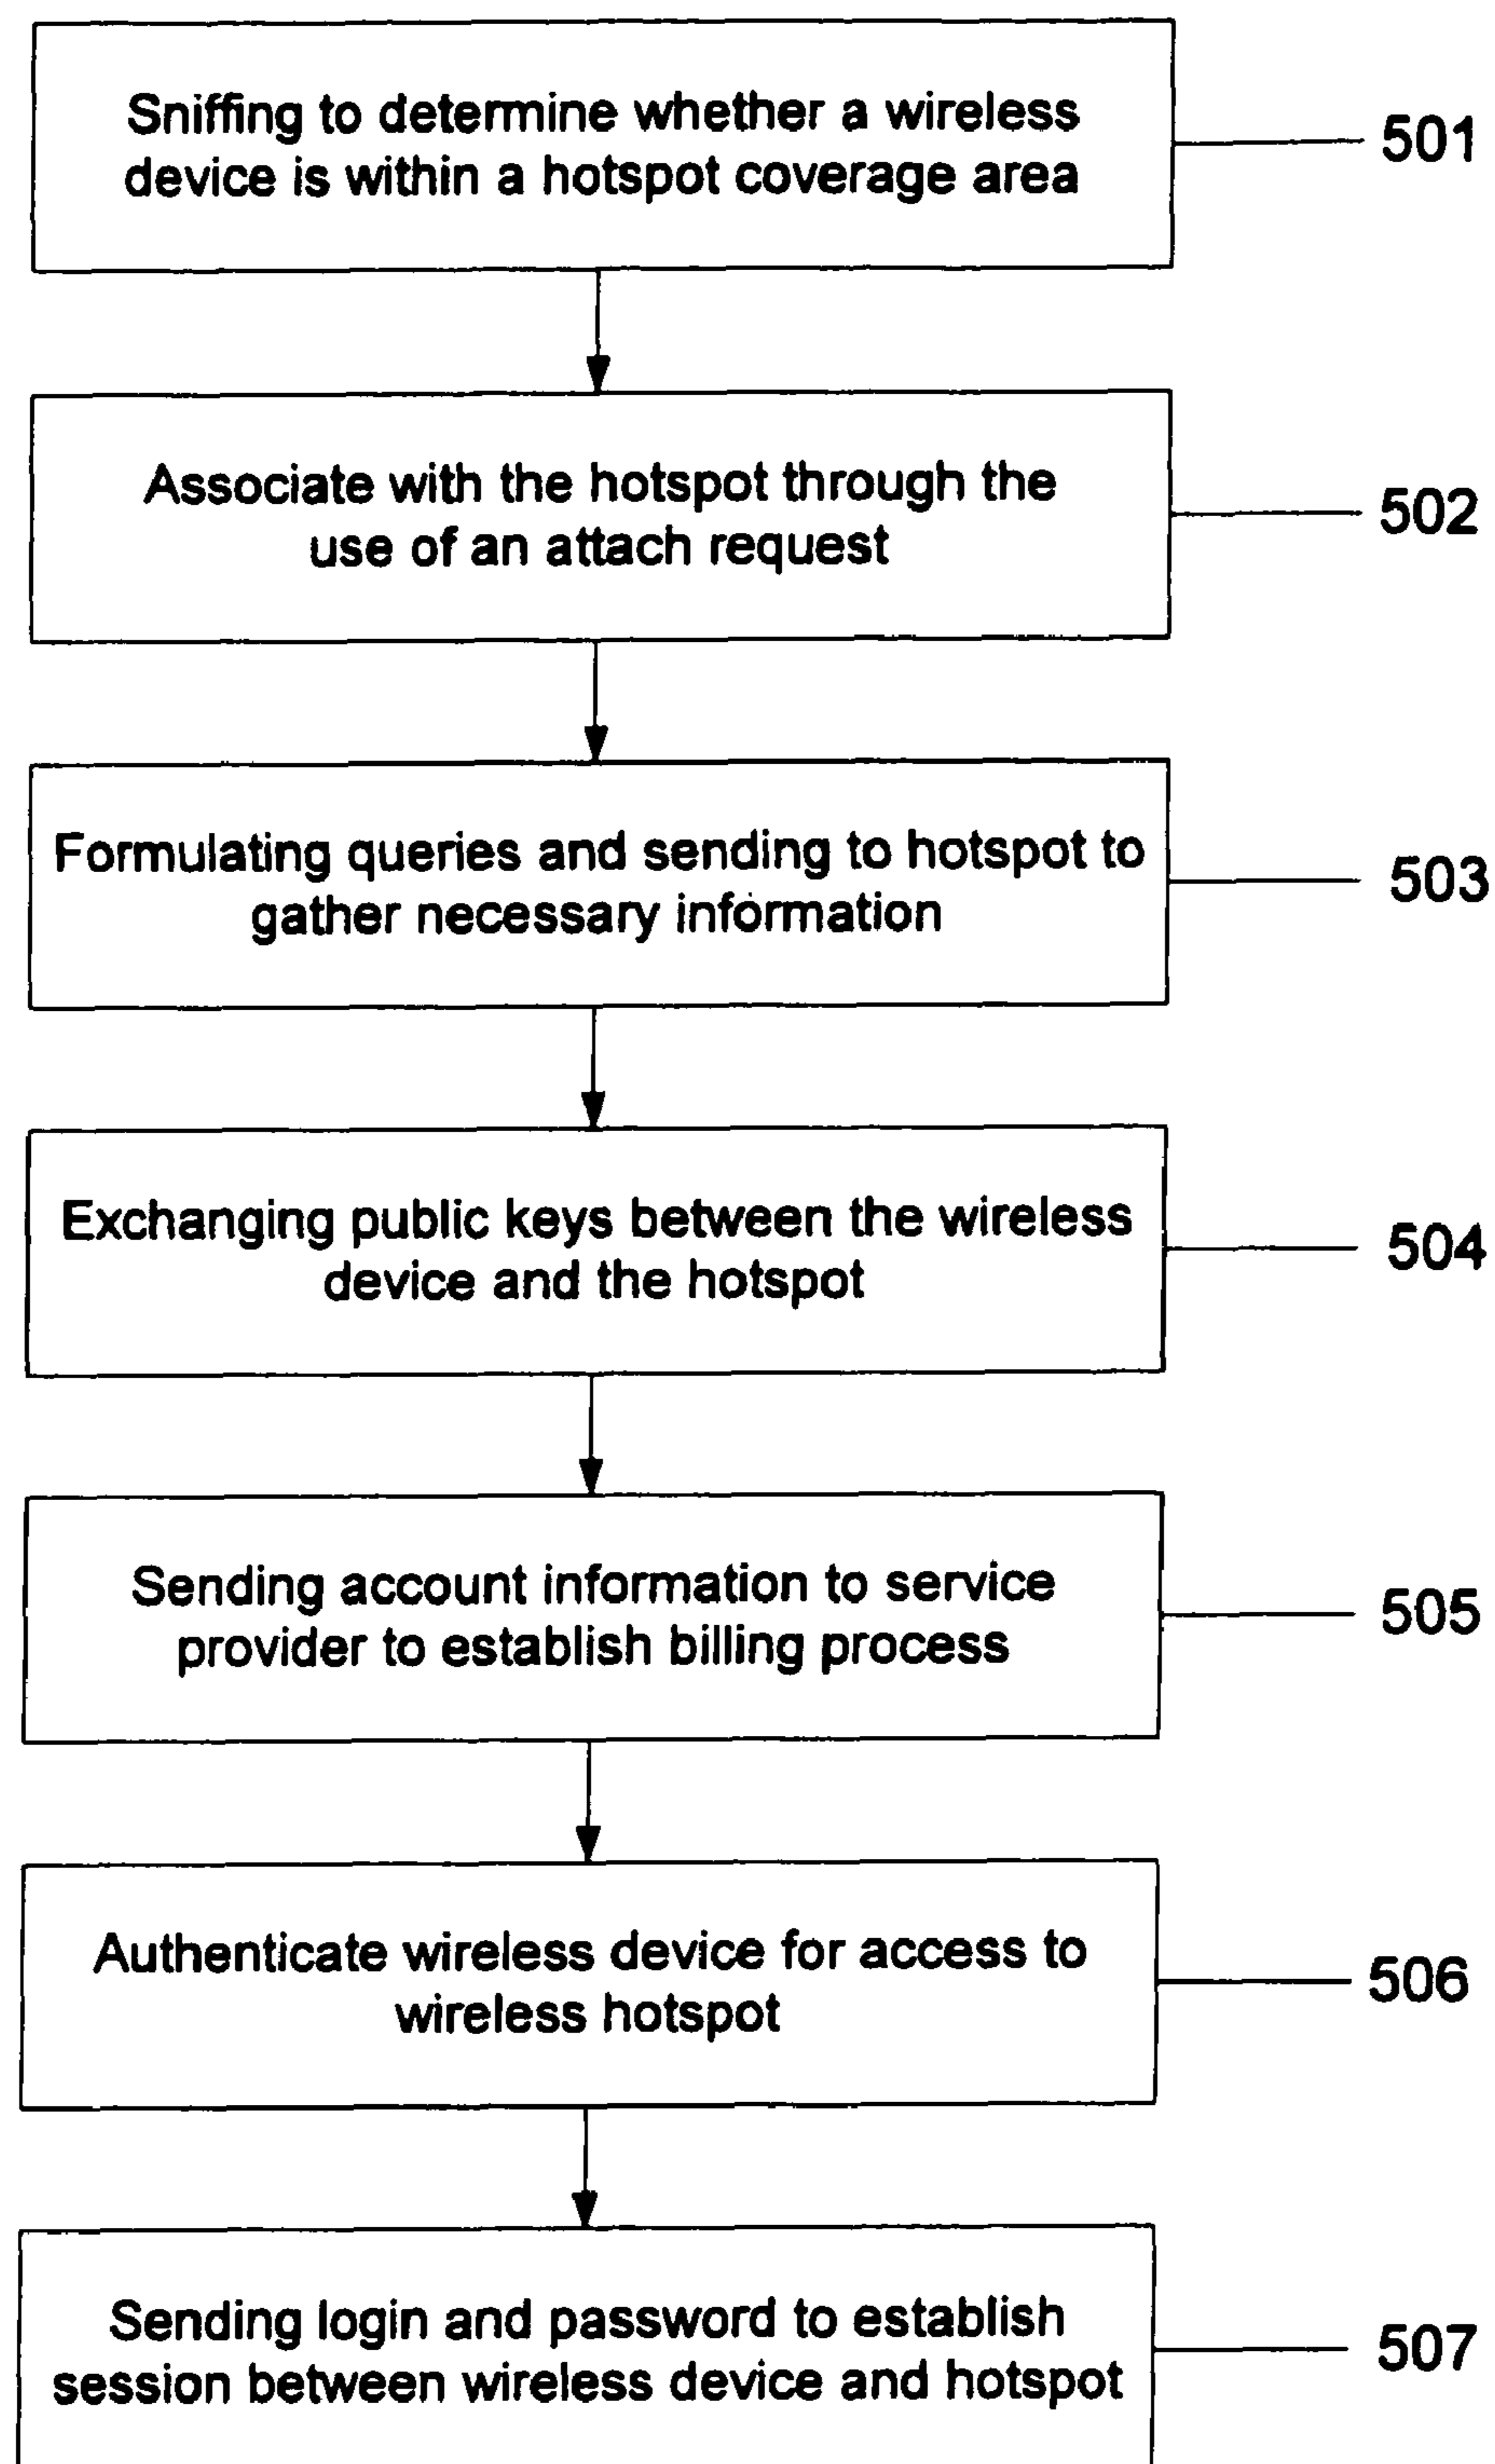 Sniffing to determine whether a wireless
device is within a hotspot coverage area
501
Associate with the hotspot through the
use of an attach request
502
Formulating queries and sending to hotspot to
gather necessary information
503
Exchanging public keys between the wireless
device and the hotspot
504
Sending account information to service
provider to establish billing process
505
Authenticate wireless device for access to
wireless hotspot
506
Sending login and password to establish
session between wireless device and hotspot
507